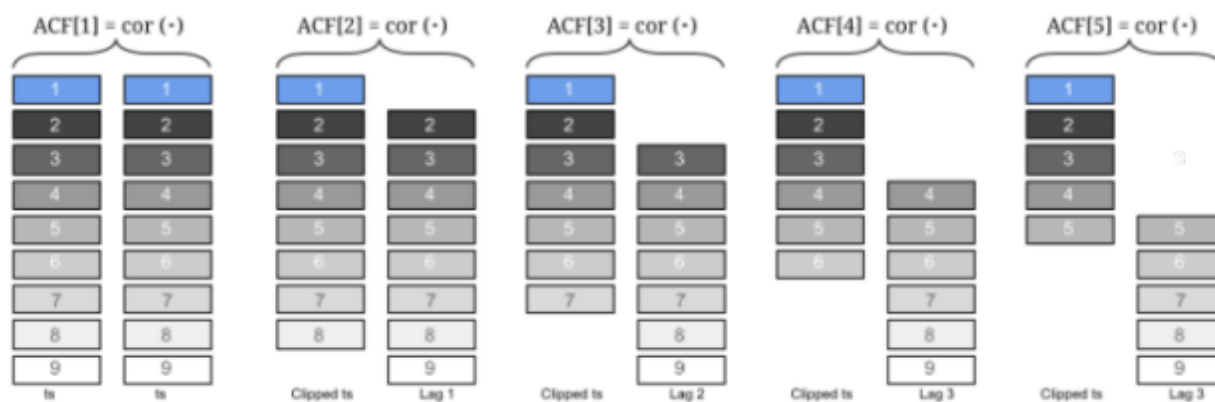 ACF[1] = cor (·) ACF[2] = cor (·) ACF[3] = cor (·) ACF[4] = cor (·) ACF[5] = cor (·)
1 1 1 1 1 1
2 2 2 2 2 2 2
3 3 3 3 3 3 3 3
4 4 4 4 4 4 4 4 4
5 5 5 5 5 5 5 5 5 5
6 6 6 6 6 6 6 6 6
7 7 7 7 7 7 7 7
8 8 8 8 8 8 8
9 9 9 9 9 9
ts ts Clipped ts Lag 1 Clipped ts Lag 2 Clipped ts Lag 3 Clipped ts Lag 3